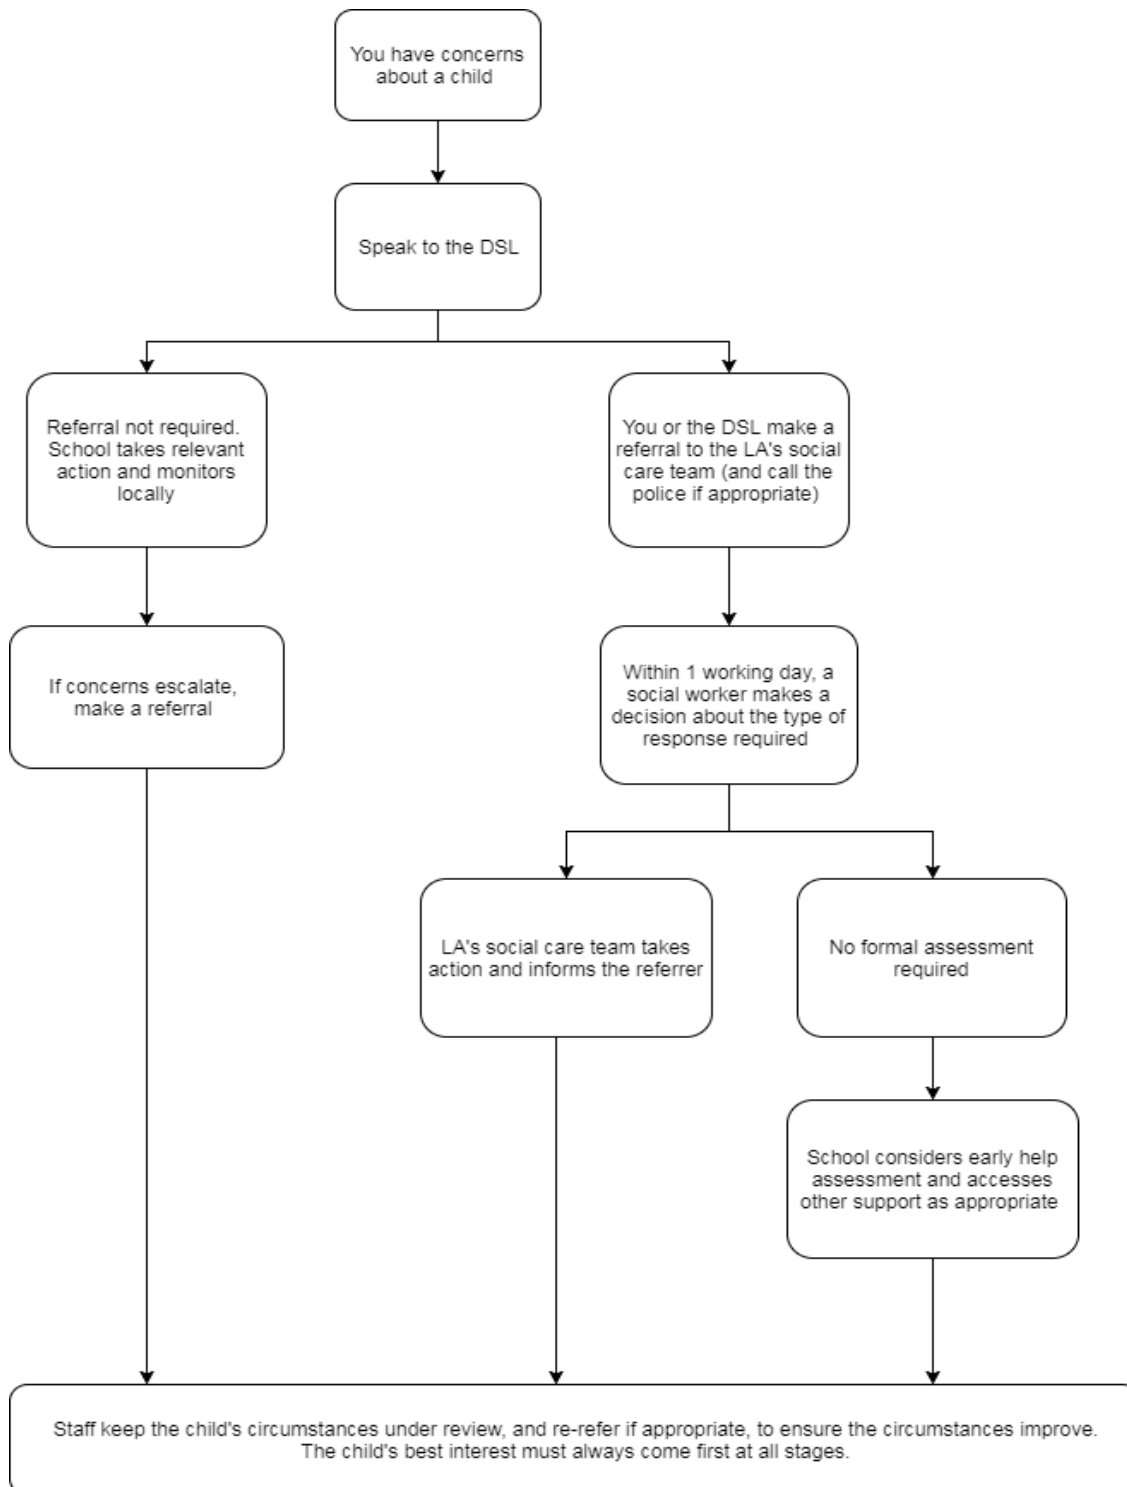 You have concerns
about a child
Speak to the DSL
Referral not required.
School takes relevant
action and monitors
locally
You or the DSL make a
referral to the LA's social
care team (and call the
police if appropriate)
If concerns escalate,
make a referral
Within 1 working day, a
social worker makes a
decision about the type of
response required
LA's social care team takes
action and informs the referrer
No formal assessment
required
School considers early help
assessment and accesses
other support as appropriate
Staff keep the child's circumstances under review, and re-refer if appropriate, to ensure the circumstances improve.
The child's best interest must always come first at all stages.